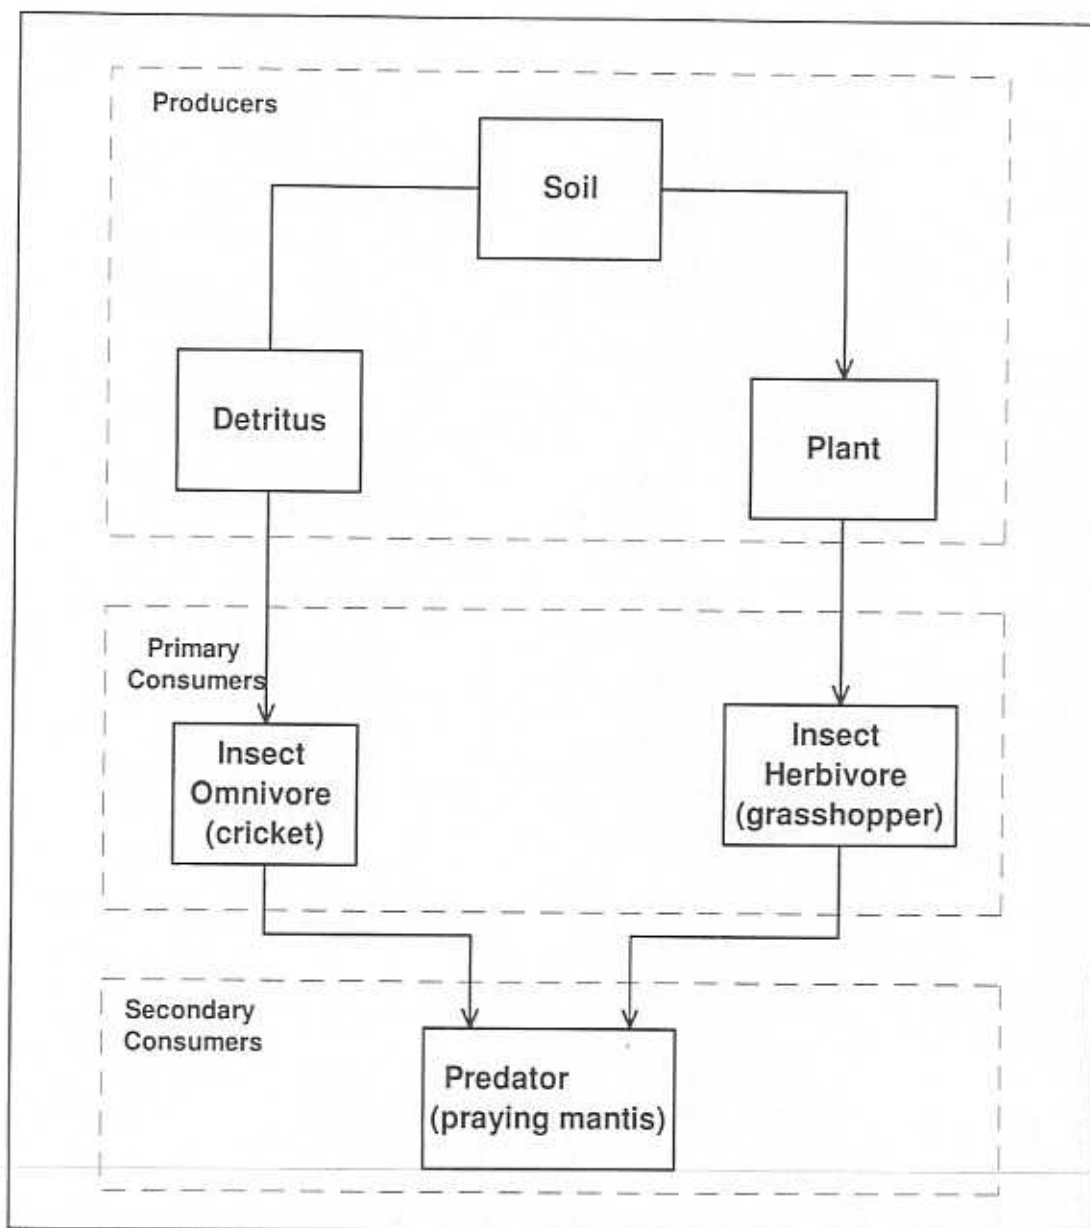 Producers
Soil
Detritus
Plant
Primary
Consumers
Insect
Omnivore
(cricket)
Insect
Herbivore
(grasshopper)
Secondary
Consumers
Predator
(praying mantis)